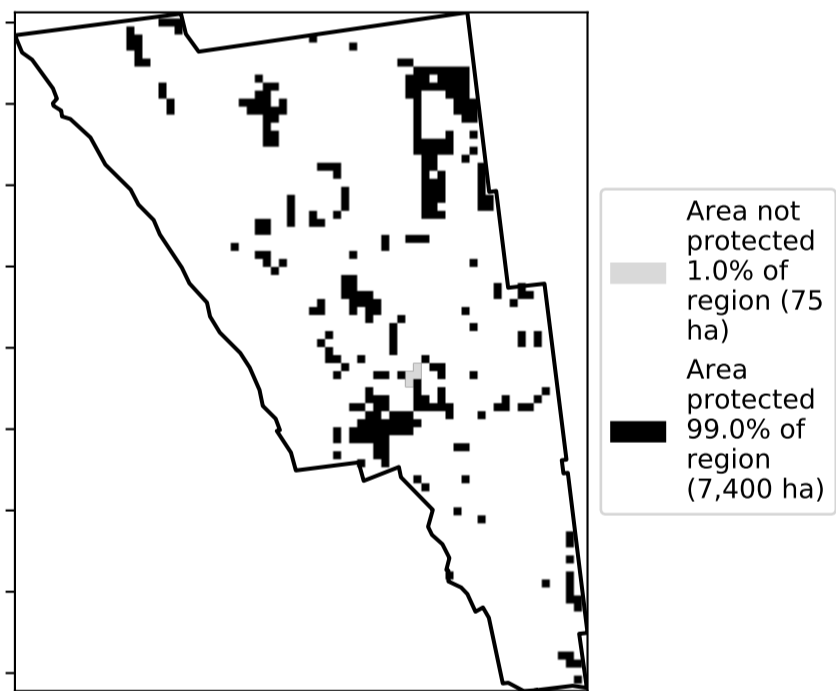 Area not
protected
1.0% of
region (75
ha)
Area
protected
99.0% of
region
(7,400 ha)